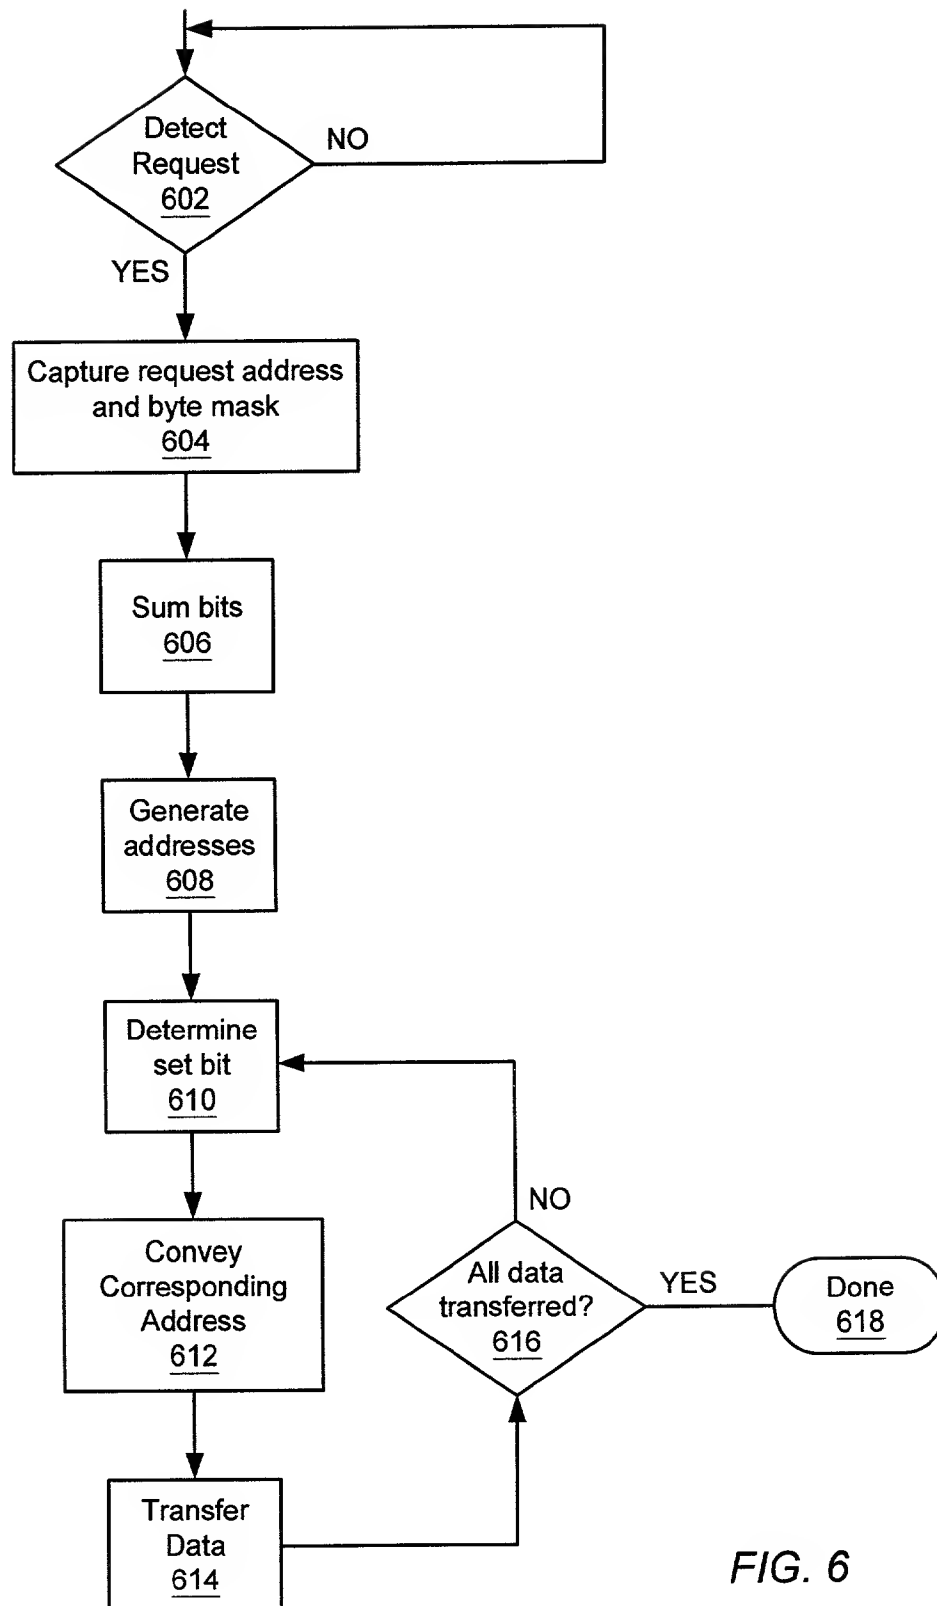 Detect
Request
602
NO
YES
Capture request address
and byte mask
604
Sum bits
606
Generate
addresses
608
Determine
set bit
610
Convey
Corresponding
Address
612
Transfer
Data
614
NO
All data
transferred?
616
YES
Done
618
FIG. 6